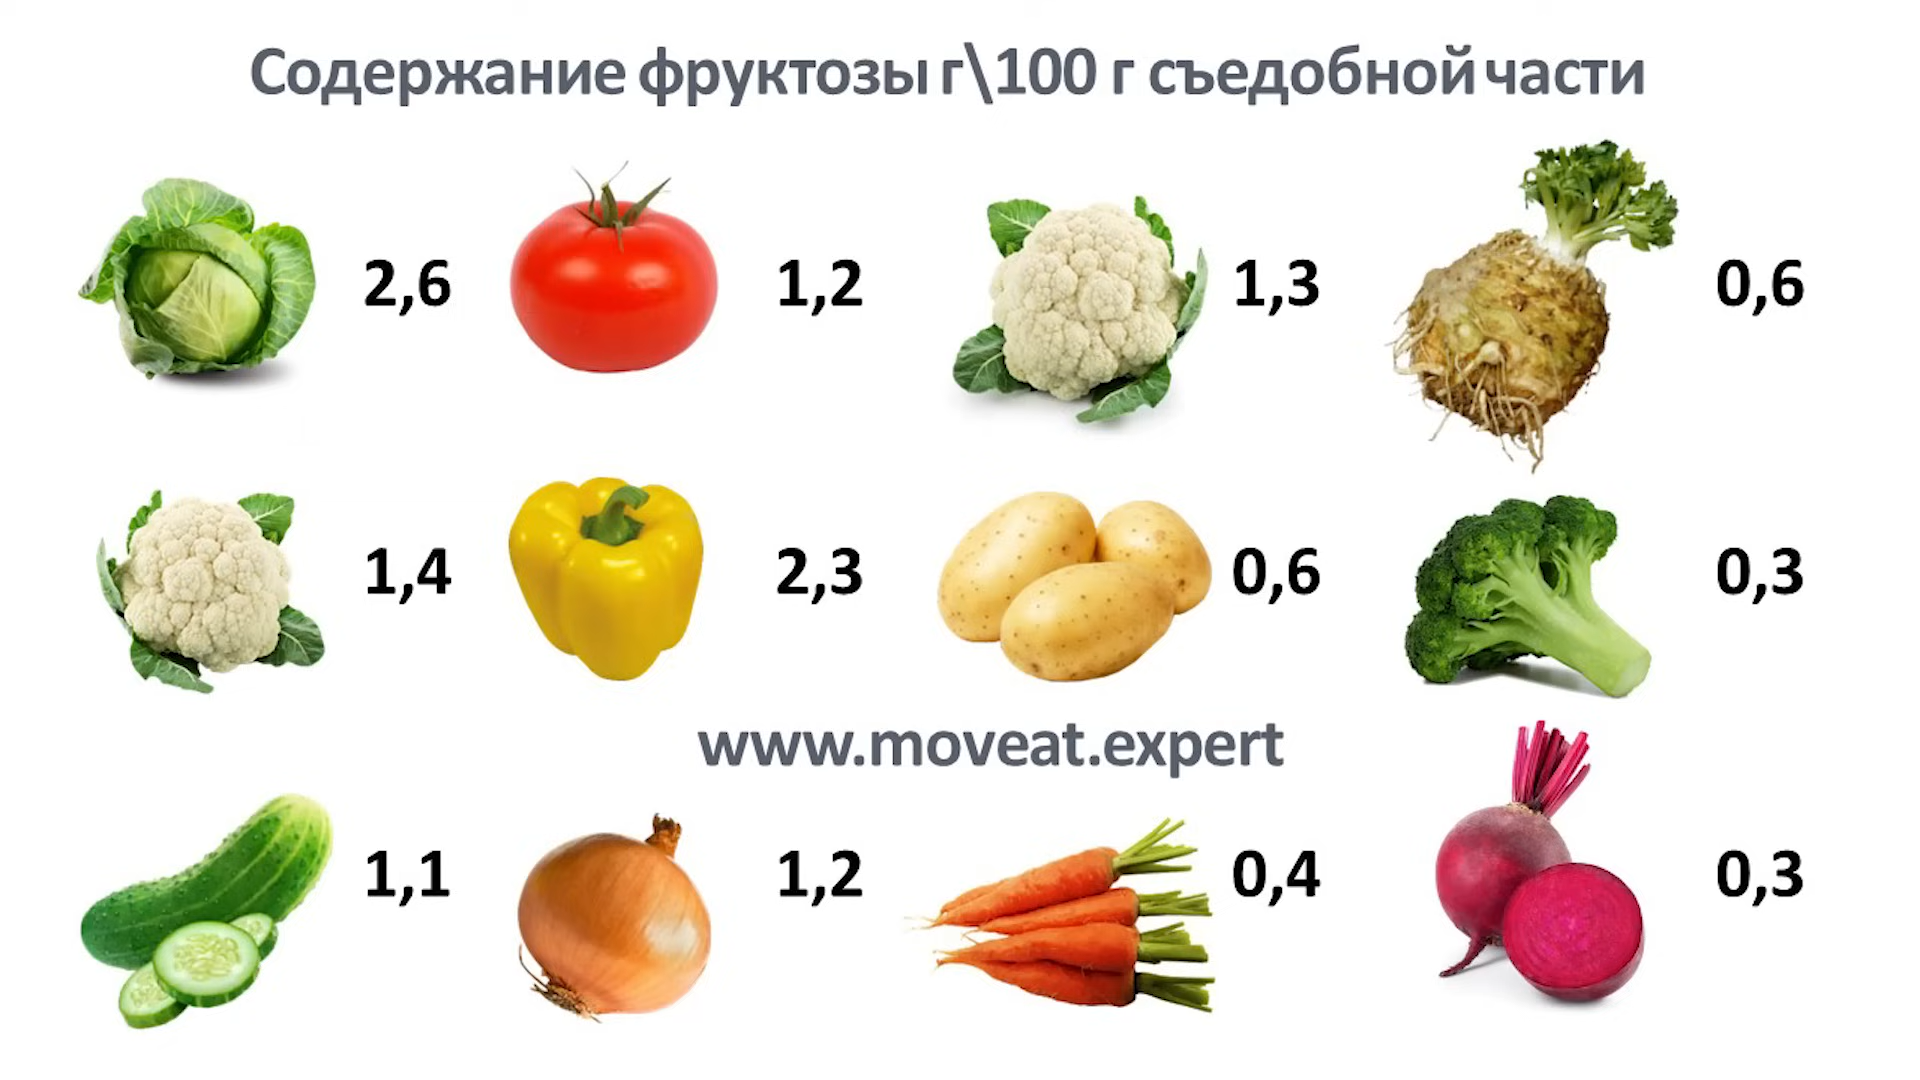 Содержание фруктозы г\100 г съедобной части
2,6 1,2 1,3 0,6
1,4 2,3 0,6 0,3
www.moveat.expert
1,1 1,2 0,4 0,3